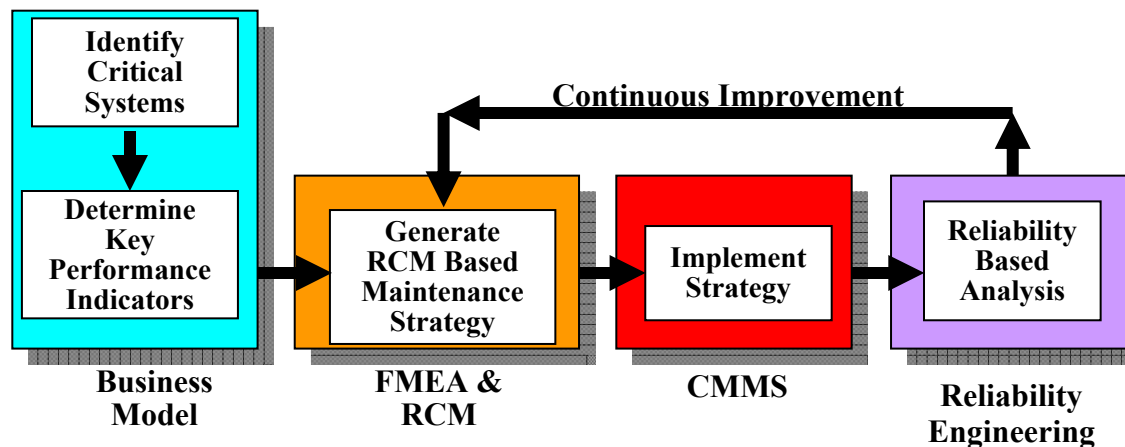 Identify
Critical
Systems
Continuous Improvement
Determine
Key
Performance
Indicators
Generate
RCM Based
Maintenance
Strategy
Implement
Strategy
Reliability
Based
Analysis
Business
Model
FMEA &
RCM
CMMS
Reliability
Engineering